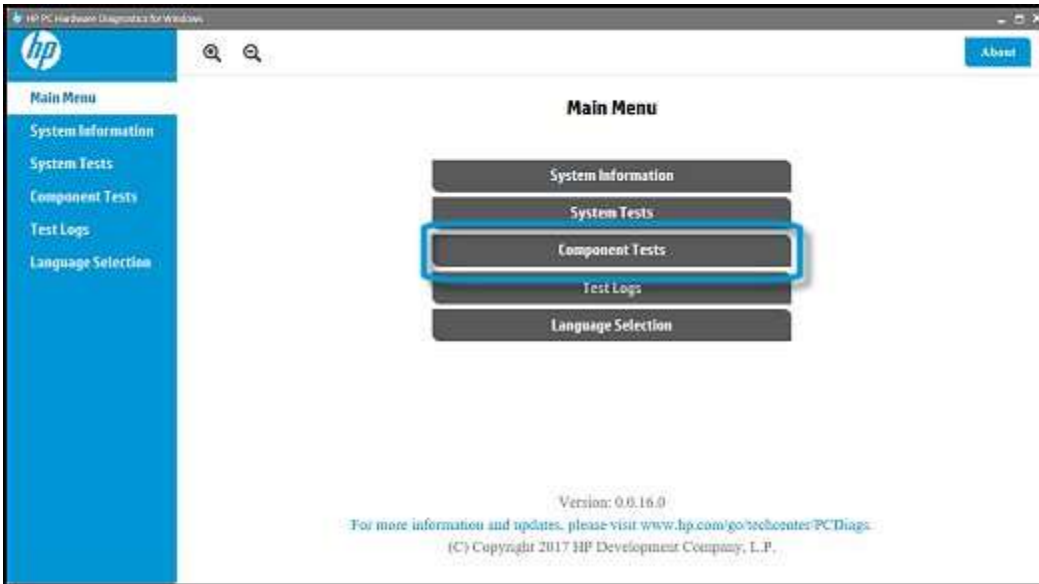 HP PC Hardware Diagnostics for Windows
hp
About
Main Menu
System Information
System Tests
Component Tests
Test Logs
Language Selection
Main Menu
System Information
System Tests
Component Tests
Test Logs
Language Selection
Version: 0.0.16.0
For more information and updates, please visit www.hp.com/go/techcenter/PCDiags.
(C) Copyright 2017 HP Development Company, L.P.